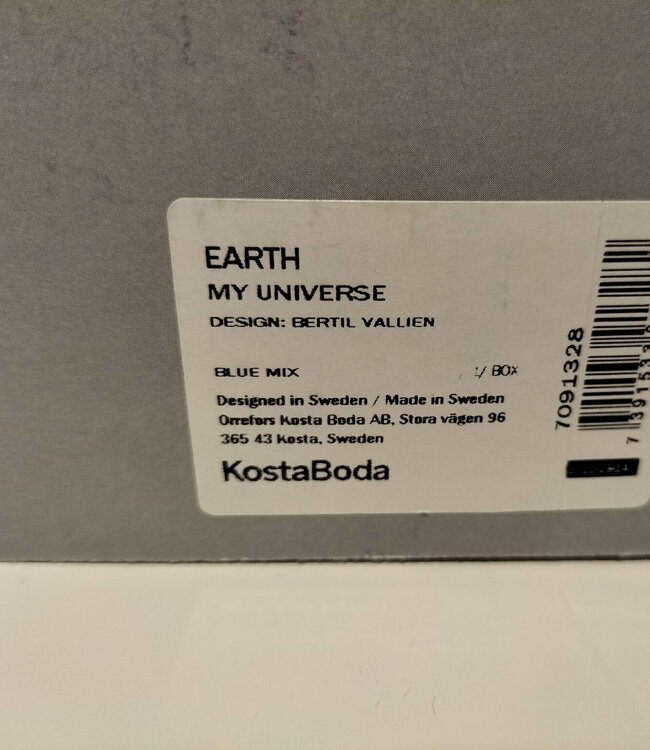 EARTH
MY UNIVERSE
DESIGN: BERTIL VALLIEN
BLUE MIX
1/ BOX
Designed in Sweden / Made in Sweden
Orrefors Kosta Boda AB, Stora vägen 96
365 43 Kosta, Sweden
KostaBoda
7091328